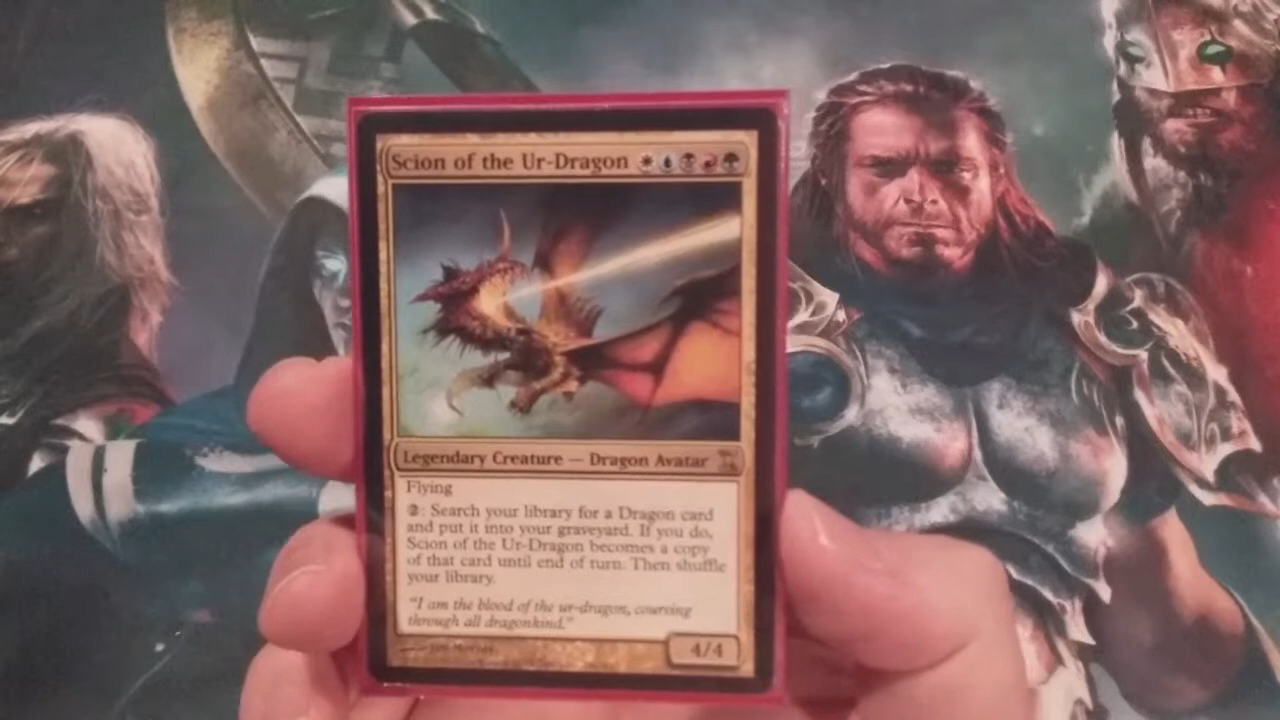 Scion of the Ur-Dragon
Legendary Creature — Dragon Avatar
Flying
2: Search your library for a Dragon card
and put it into your graveyard. If you do,
Scion of the Ur-Dragon becomes a copy
of that card until end of turn. Then shuffle
your library.
"I am the blood of the ur-dragon, coursing
through all dragonkind."
4/4